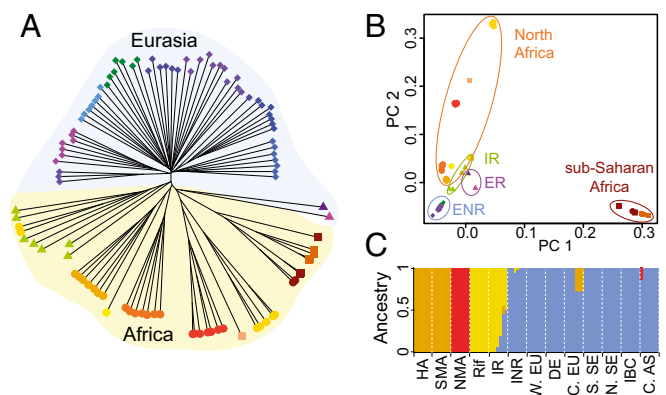 A
Eurasia
Africa
B
PC 2
0.3
0.2
0.1
0.0
North
Africa
IR
ER
ENR
sub-Saharan
Africa
0.0
0.1
0.2
0.3
PC 1
C
Ancestry
1
0.5
0
HA
SMA
NMA
Rif
IR
INR
W. EU
DE
C. EU
S. SE
N. SE
IBC
C. AS